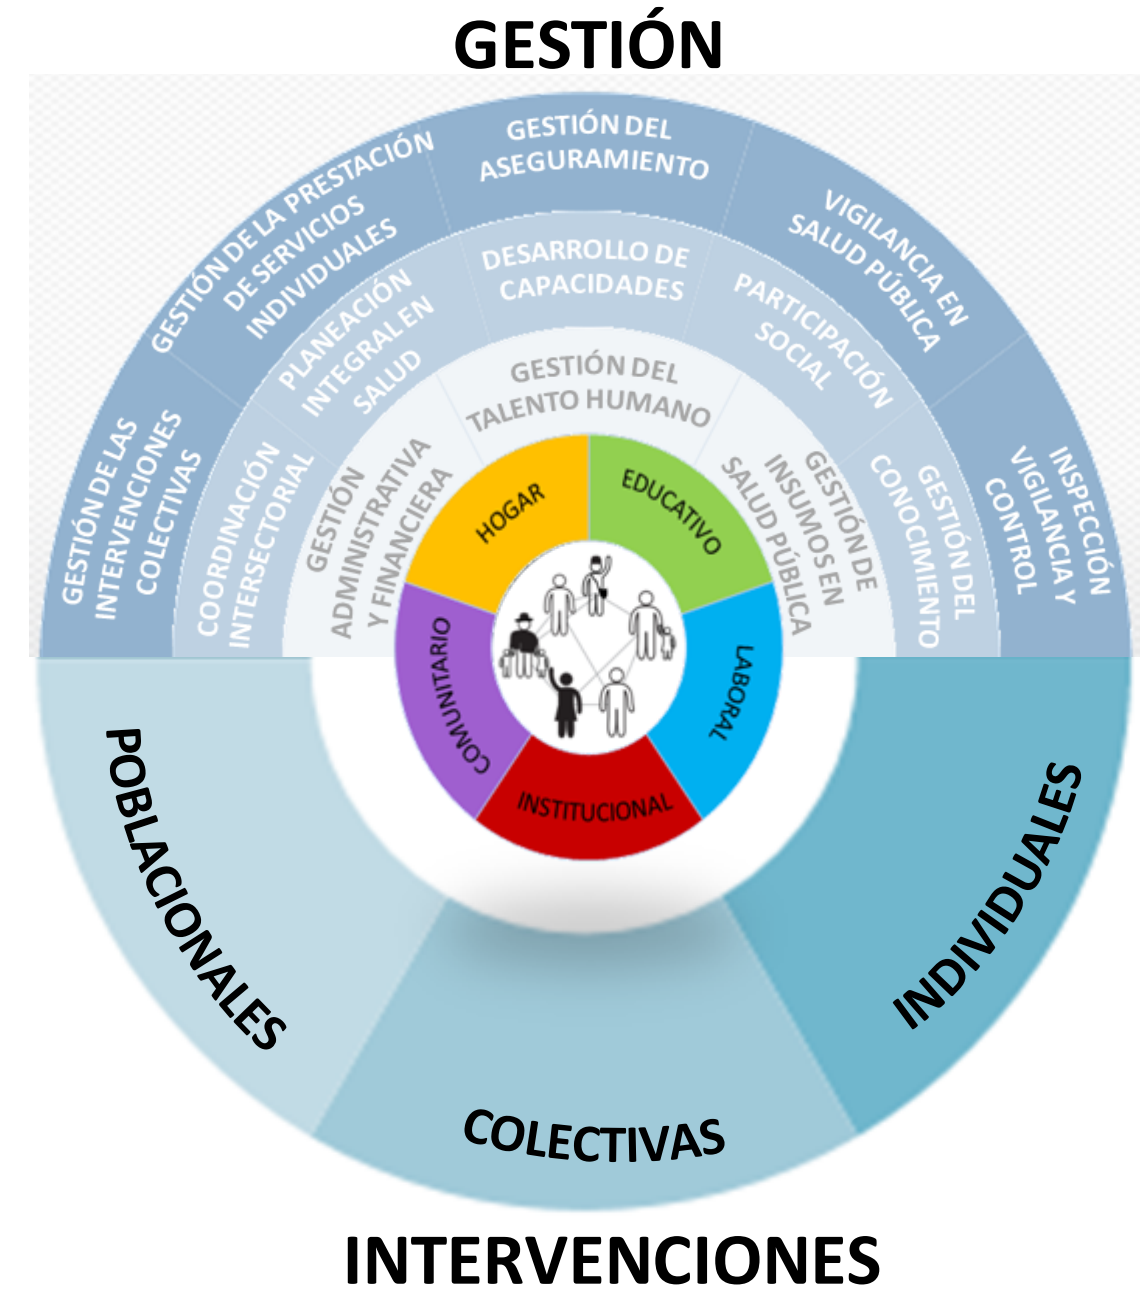 GESTIÓN
GESTIÓN DE LAS
INTERVENCIONES
COLECTIVAS
GESTIÓN DE LA PRESTACIÓN
DE SERVICIOS
INDIVIDUALES
GESTIÓN DEL
ASEGURAMIENTO
VIGILANCIA EN
SALUD PÚBLICA
INSPECCIÓN
VIGILANCIA Y
CONTROL
COORDINACIÓN
INTERSECTORIAL
PLANEACIÓN
INTEGRAL EN
SALUD
DESARROLLO DE
CAPACIDADES
PARTICIPACIÓN
SOCIAL
GESTIÓN DEL
CONOCIMIENTO
GESTIÓN
ADMINISTRATIVA
Y FINANCIERA
GESTIÓN DEL
TALENTO HUMANO
GESTIÓN DE
INSUMOS EN
SALUD PÚBLICA
HOGAR
EDUCATIVO
LABORAL
INSTITUCIONAL
COMUNITARIO
POBLACIONALES
COLECTIVAS
INDIVIDUALES
INTERVENCIONES